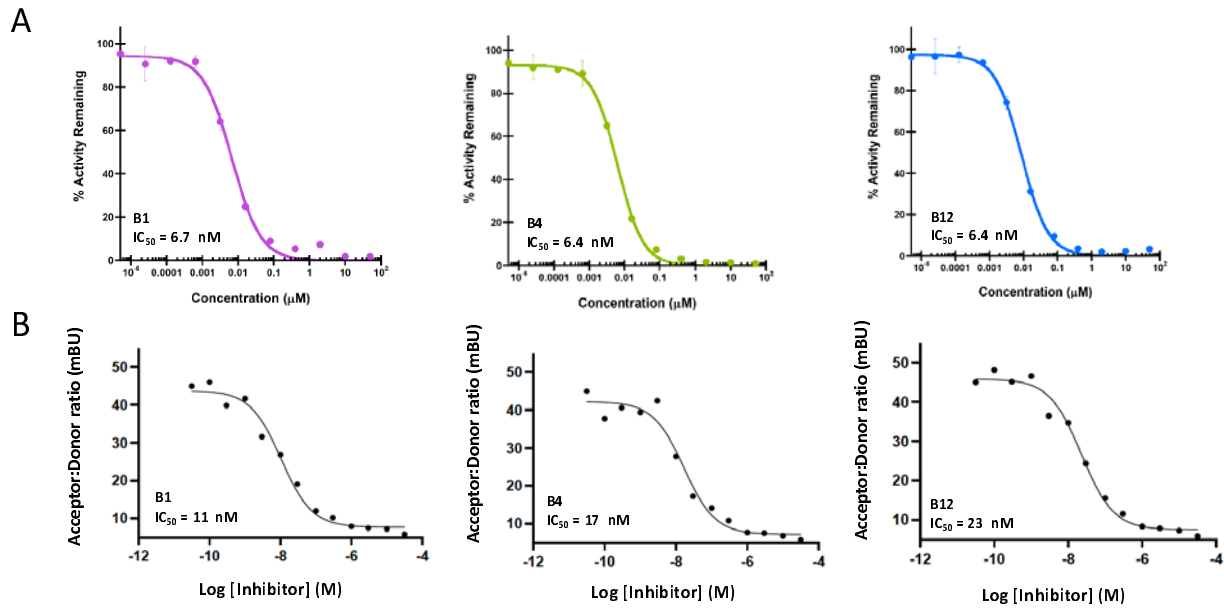 A
% Activity Remaining
100
80
60
40
20
0
B1
IC50 = 6.7 nM
10⁻⁵ 0.0001 0.001 0.01 0.1 1 10 10²
Concentration (μM)
% Activity Remaining
100
80
60
40
20
0
B4
IC50 = 6.4 nM
10⁻⁵ 0.0001 0.001 0.01 0.1 1 10 10²
Concentration (μM)
% Activity Remaining
100
80
60
40
20
0
B12
IC50 = 6.4 nM
10⁻⁵ 0.0001 0.001 0.01 0.1 1 10 10²
Concentration (μM)
B
Acceptor:Donor ratio (mBU)
50
40
30
20
10
B1
IC50 = 11 nM
-12 -10 -8 -6 -4
Log [Inhibitor] (M)
Acceptor:Donor ratio (mBU)
50
40
30
20
10
B4
IC50 = 17 nM
-12 -10 -8 -6 -4
Log [Inhibitor] (M)
Acceptor:Donor ratio (mBU)
50
40
30
20
10
B12
IC50 = 23 nM
-12 -10 -8 -6 -4
Log [Inhibitor] (M)